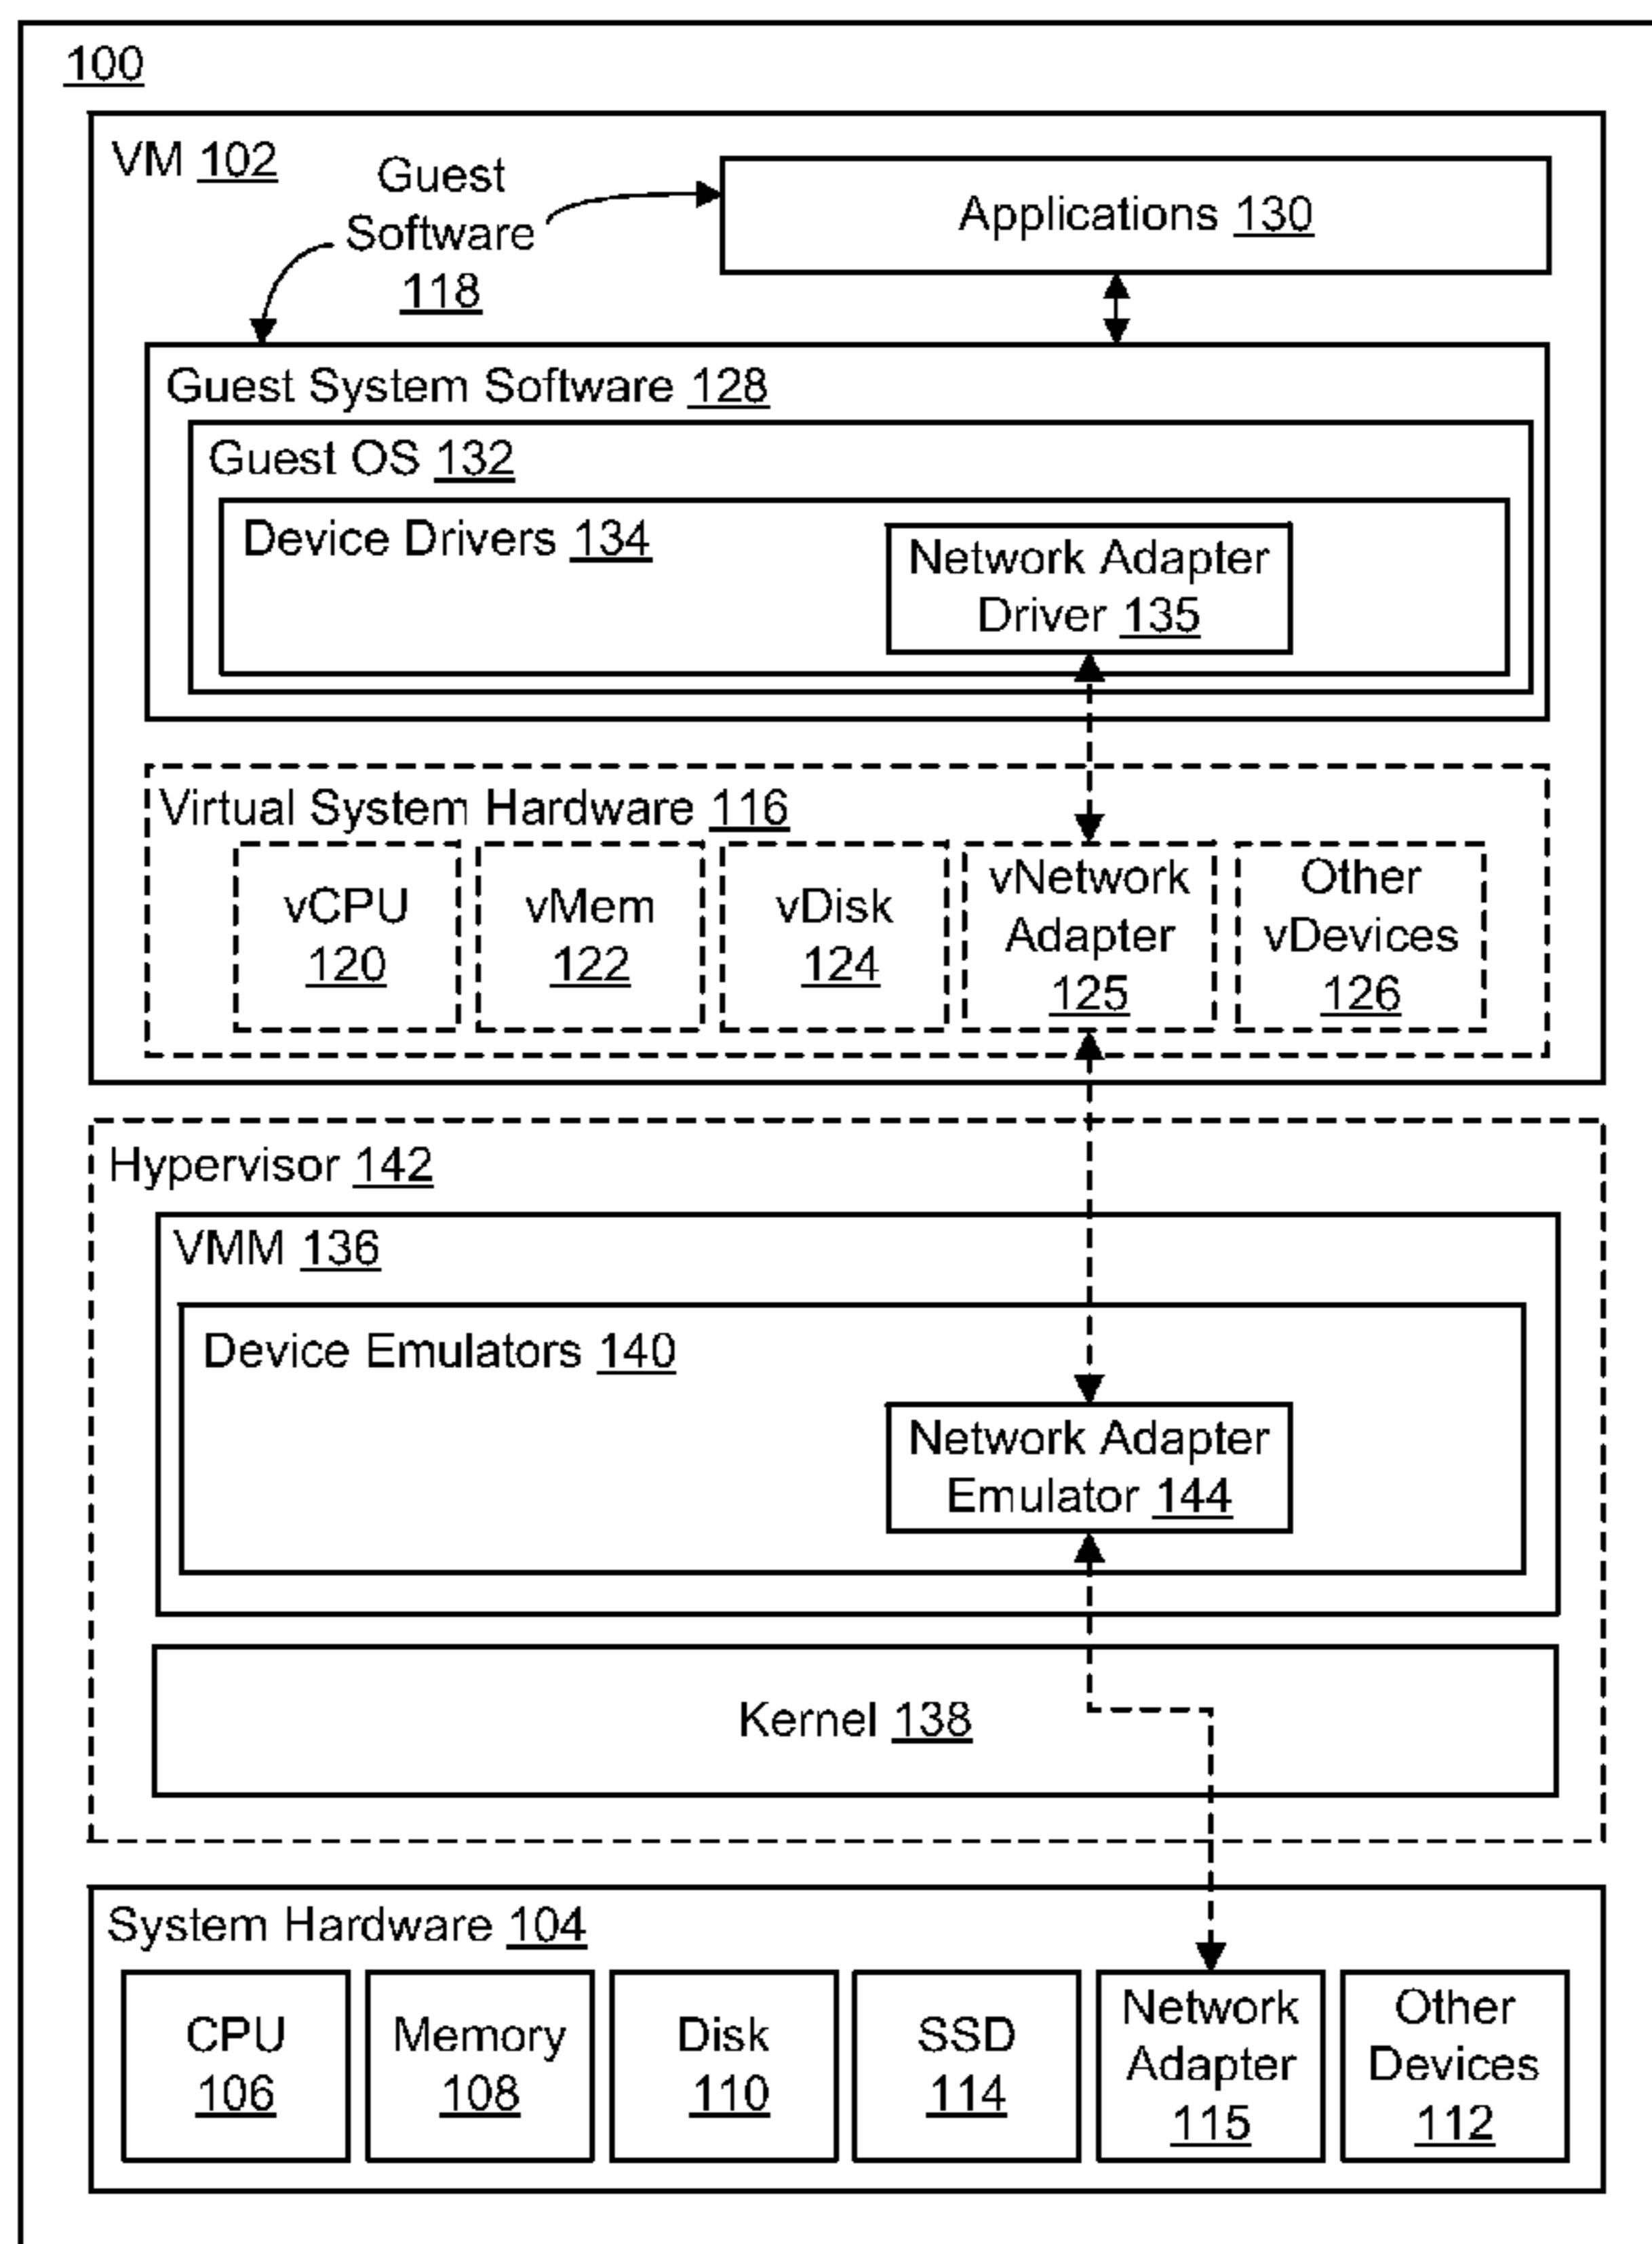 100
VM 102
Guest
Software
118
Applications 130
Guest System Software 128
Guest OS 132
Device Drivers 134
Network Adapter
Driver 135
Virtual System Hardware 116
vCPU
120
vMem
122
vDisk
124
vNetwork
Adapter
125
Other
vDevices
126
Hypervisor 142
VMM 136
Device Emulators 140
Network Adapter
Emulator 144
Kernel 138
System Hardware 104
CPU
106
Memory
108
Disk
110
SSD
114
Network
Adapter
115
Other
Devices
112